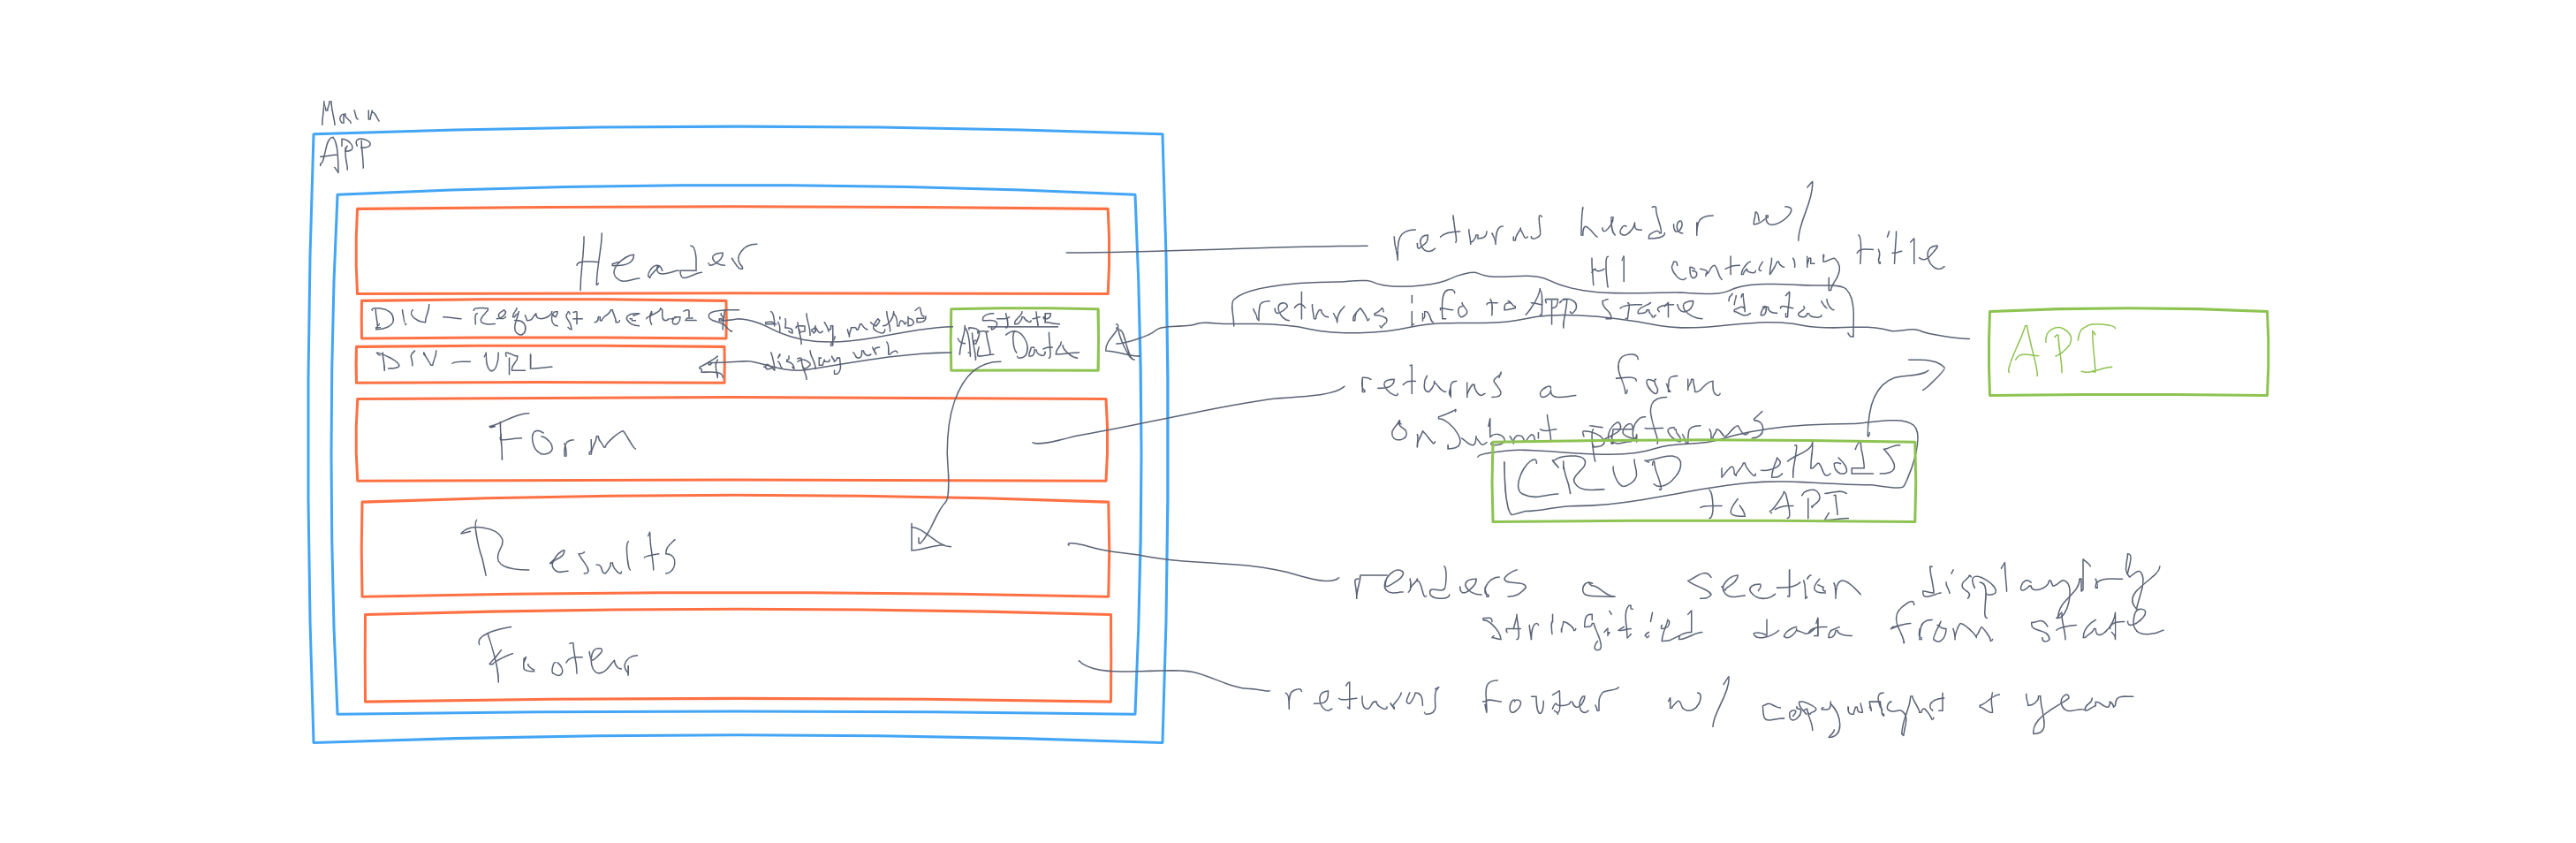 Main
APP
Header
returns header w/
H1 containing title
DIV - Request Method
display method
state
API Data
returns info to App state "data"
API
DIV - URL
display url
Form
returns a form
onSubmit performs
CRUD methods
to API
Results
renders a section displaying
stringified data from state
Footer
returns footer w/ copywright & year